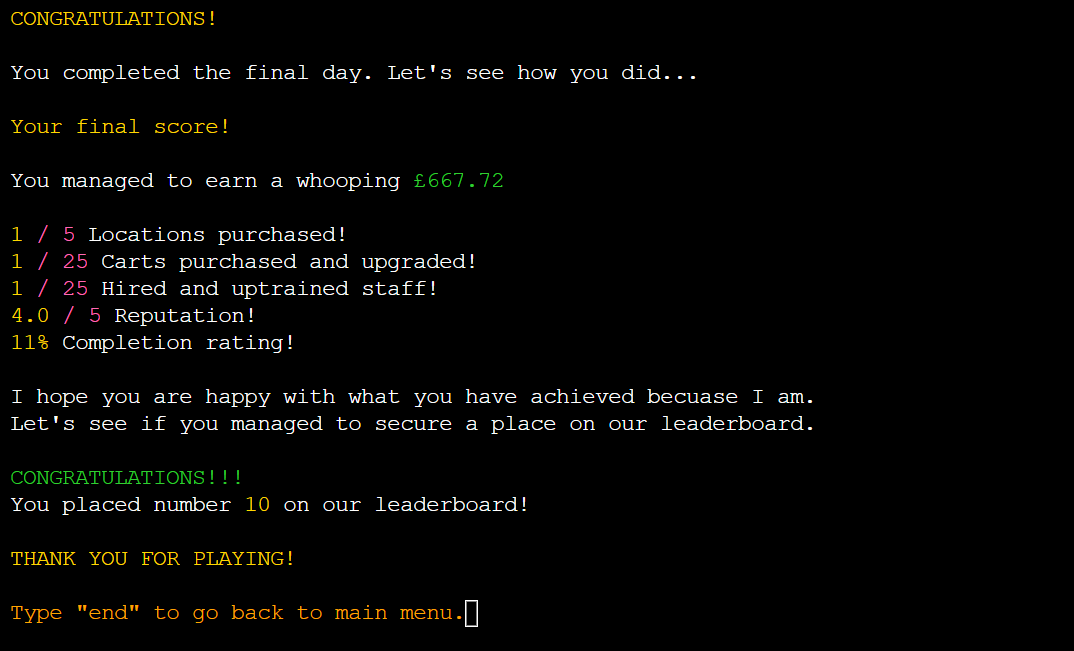 CONGRATULATIONS!
You completed the final day. Let's see how you did...
Your final score!
You managed to earn a whooping £667.72
1 / 5 Locations purchased!
1 / 25 Carts purchased and upgraded!
1 / 25 Hired and uptrained staff!
4.0 / 5 Reputation!
11% Completion rating!
I hope you are happy with what you have achieved becuase I am.
Let's see if you managed to secure a place on our leaderboard.
CONGRATULATIONS!!!
You placed number 10 on our leaderboard!
THANK YOU FOR PLAYING!
Type "end" to go back to main menu.